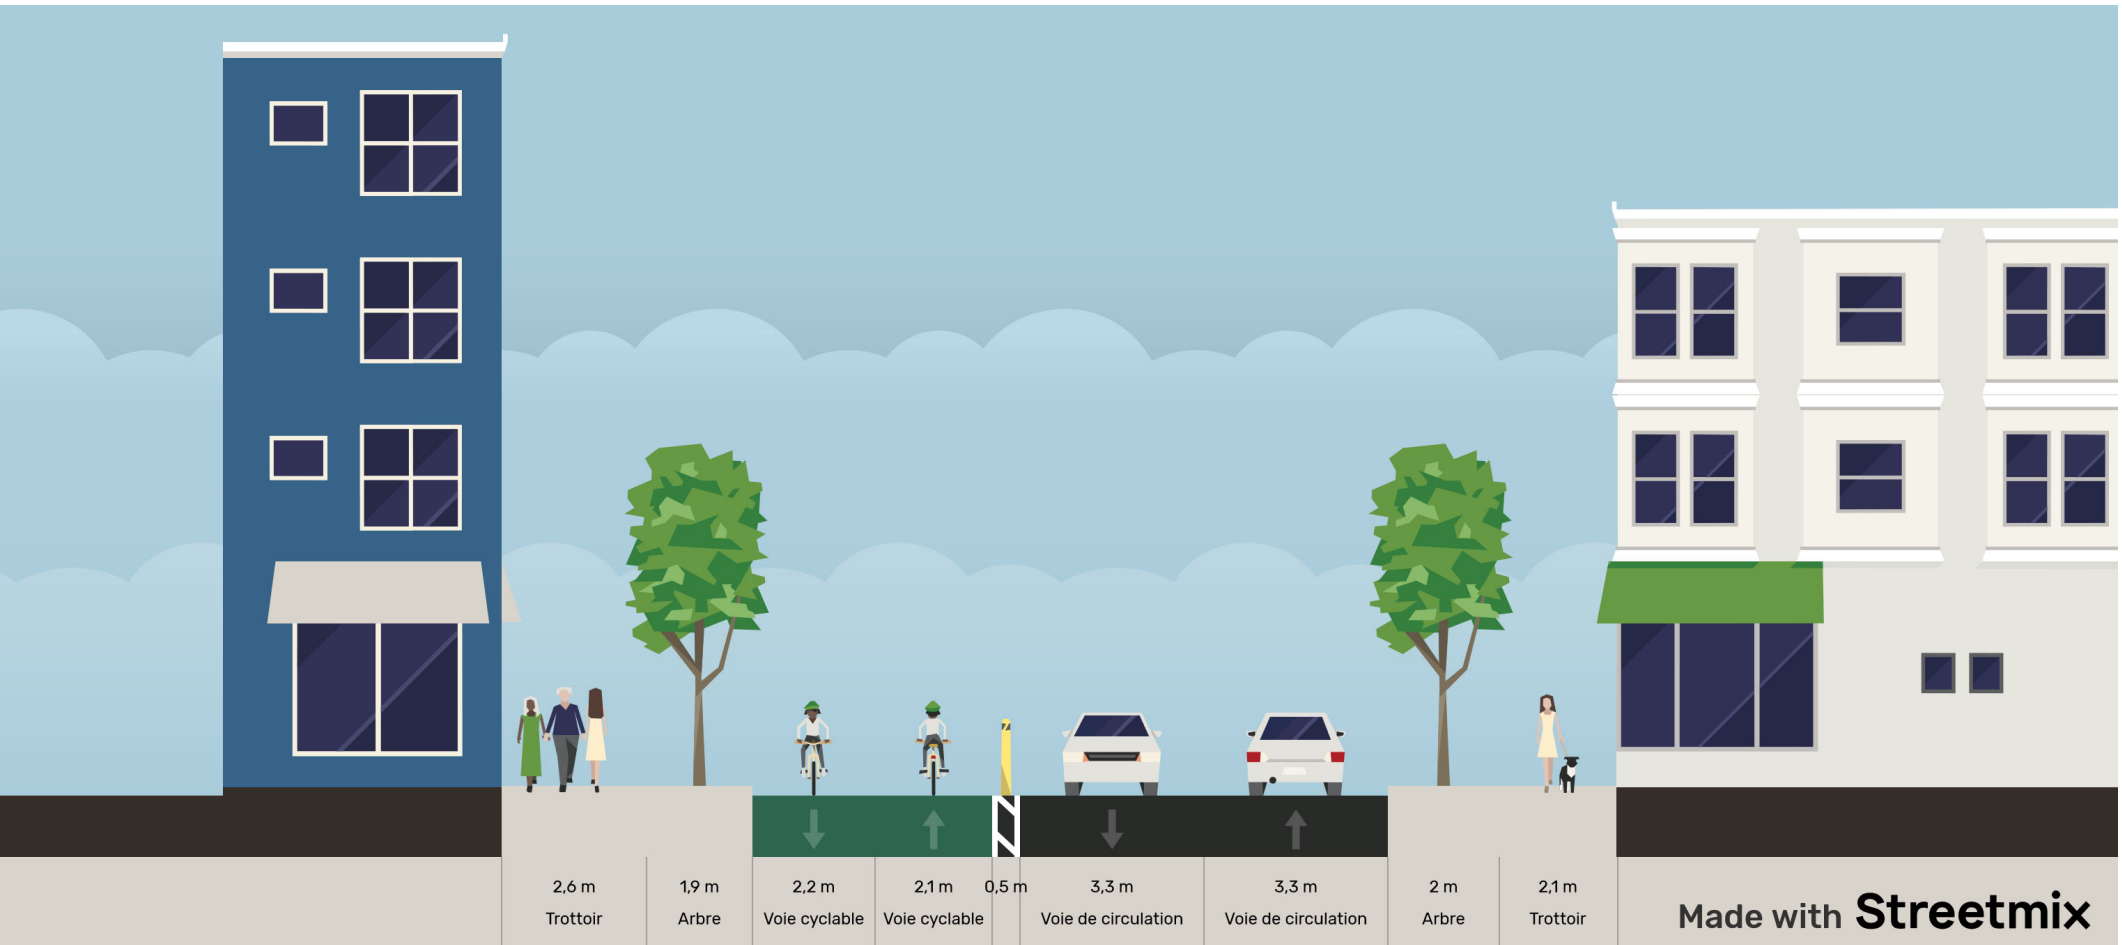 2,6 m
Trottoir
1,9 m
Arbre
2,2 m
Voie cyclable
2,1 m
Voie cyclable
0,5 m
3,3 m
Voie de circulation
3,3 m
Voie de circulation
2 m
Arbre
2,1 m
Trottoir
Made with Streetmix